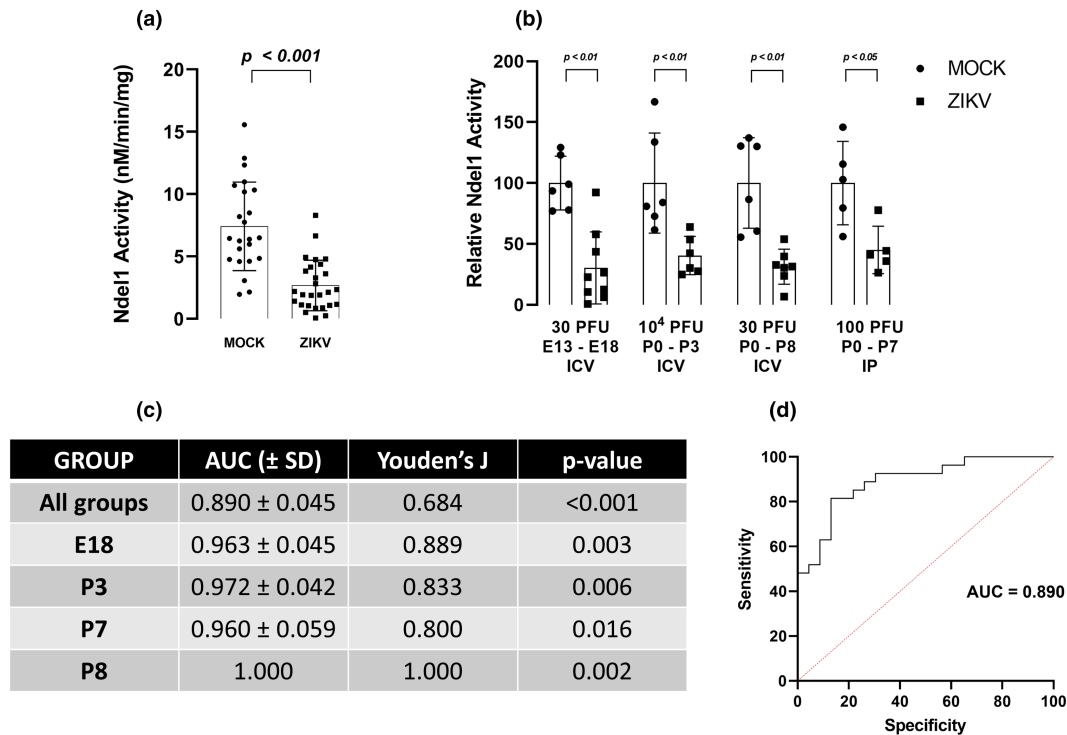 (a)
p < 0.001
Ndel1 Activity (nM/min/mg)
20
15
10
5
0
MOCK ZIKV
(b)
p < 0.01 p < 0.01 p < 0.01 p < 0.05
MOCK
ZIKV
Relative Ndel1 Activity
200
150
100
50
0
30 PFU 10⁴ PFU 30 PFU 100 PFU
E13 - E18 P0 - P3 P0 - P8 P0 - P7
ICV ICV ICV IP
(c)
GROUP AUC (± SD) Youden's J p-value
All groups 0.890 ± 0.045 0.684 <0.001
E18 0.963 ± 0.045 0.889 0.003
P3 0.972 ± 0.042 0.833 0.006
P7 0.960 ± 0.059 0.800 0.016
P8 1.000 1.000 0.002
(d)
Sensitivity
100
80
60
40
20
0
AUC = 0.890
0 20 40 60 80 100
Specificity